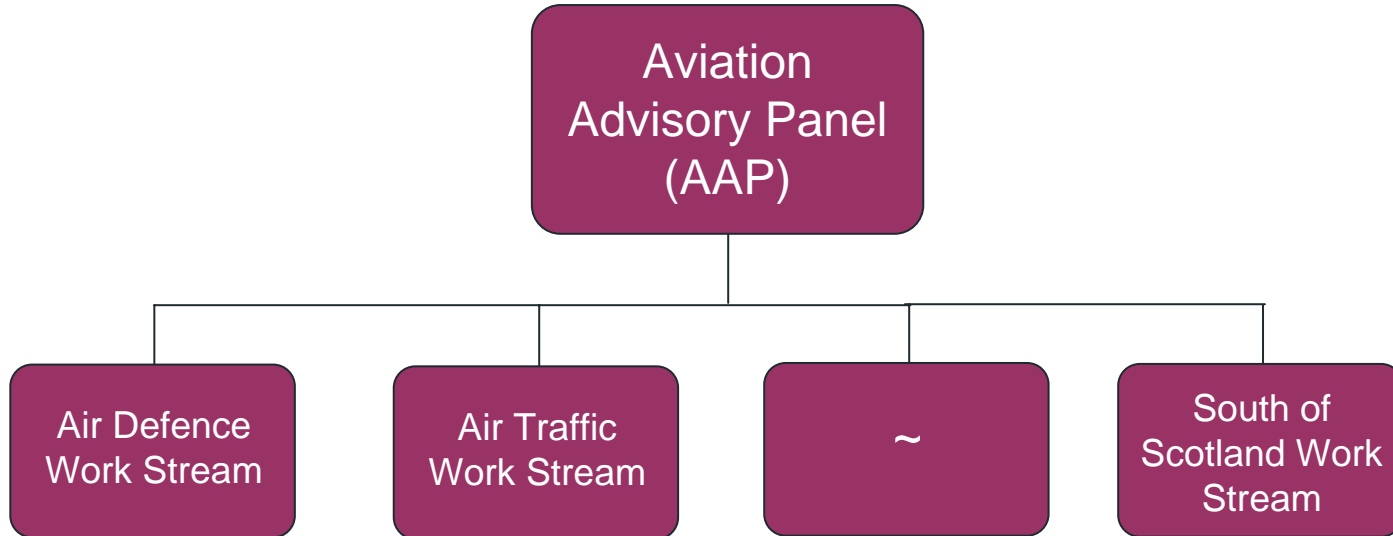 Aviation
Advisory Panel
(AAP)
Air Defence
Work Stream
Air Traffic
Work Stream
~
South of
Scotland Work
Stream